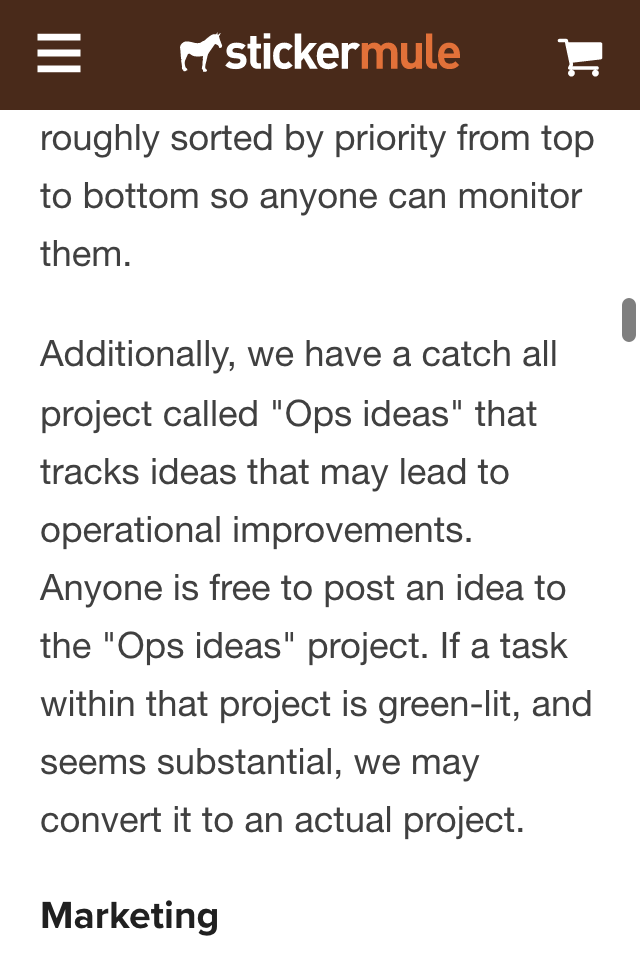 stickermule
roughly sorted by priority from top
to bottom so anyone can monitor
them.
Additionally, we have a catch all
project called "Ops ideas" that
tracks ideas that may lead to
operational improvements.
Anyone is free to post an idea to
the "Ops ideas" project. If a task
within that project is green-lit, and
seems substantial, we may
convert it to an actual project.
Marketing